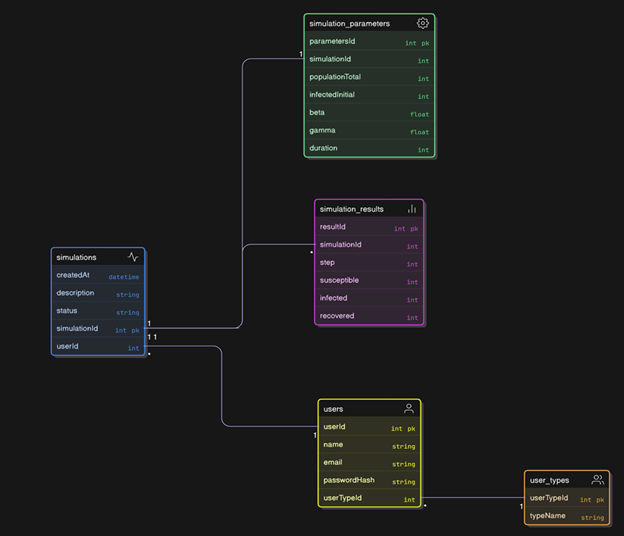 simulation_parameters
parametersId int pk
simulationId int
populationTotal int
infectedInitial int
beta float
gamma float
duration int
1
simulation_results
resultId int pk
simulationId int
step int
susceptible int
infected int
recovered int
*
simulations
createdAt datetime
description string
status string
simulationId int pk
userId int
1
1 1
*
users
userId int pk
name string
email string
passwordHash string
userTypeId int
1
*
user_types
userTypeId int pk
typeName string
1